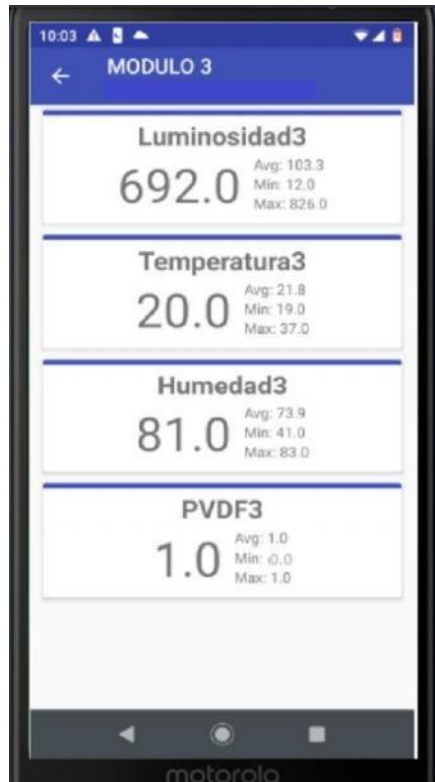 10:03
MODULO 3
Luminosidad3
692.0
Avg: 103.3
Min: 12.0
Max: 826.0
Temperatura3
20.0
Avg: 21.8
Min: 19.0
Max: 37.0
Humedad3
81.0
Avg: 73.9
Min: 41.0
Max: 83.0
PVDF3
1.0
Avg: 1.0
Min: 0.0
Max: 1.0
motorola